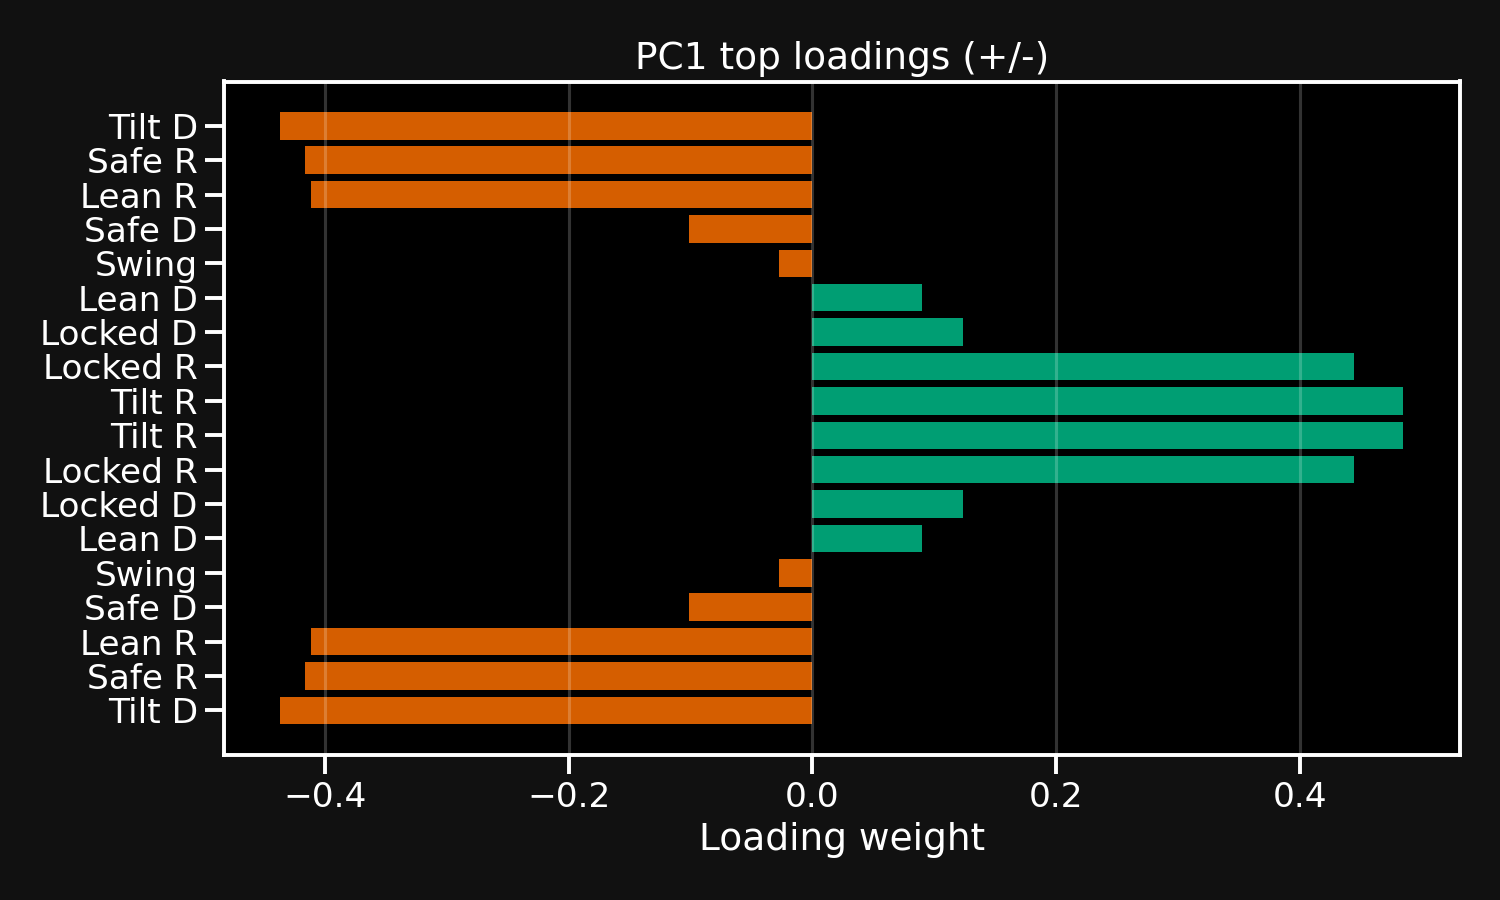 PC1 top loadings (+/-)
Tilt D
Safe R
Lean R
Safe D
Swing
Lean D
Locked D
Locked R
Tilt R
Tilt R
Locked R
Locked D
Lean D
Swing
Safe D
Lean R
Safe R
Tilt D
−0.4 −0.2 0.0 0.2 0.4
Loading weight